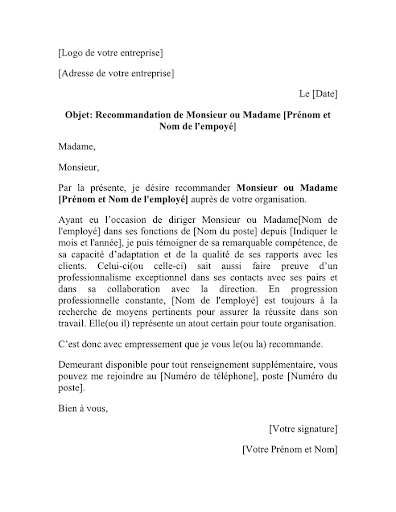 [Logo de votre entreprise]
[Adresse de votre entreprise]
Le [Date]
Objet: Recommandation de Monsieur ou Madame [Prénom et
Nom de l'empoyé]
Madame,
Monsieur,
Par la présente, je désire recommander Monsieur ou Madame
[Prénom et Nom de l'employé] auprès de votre organisation.
Ayant eu l'occasion de diriger Monsieur ou Madame[Nom de
l'employé] dans ses fonctions de [Nom du poste] depuis [Indiquer le
mois et l'année], je puis témoigner de sa remarquable compétence, de
sa capacité d'adaptation et de la qualité de ses rapports avec les
clients. Celui-ci(ou celle-ci) sait aussi faire preuve d'un
professionnalisme exceptionnel dans ses contacts avec ses pairs et
dans sa collaboration avec la direction. En progression
professionnelle constante, [Nom de l'employé] est toujours à la
recherche de moyens pertinents pour assurer la réussite dans son
travail. Elle(ou il) représente un atout certain pour toute organisation.
C'est donc avec empressement que je vous le(ou la) recommande.
Demeurant disponible pour tout renseignement supplémentaire, vous
pouvez me rejoindre au [Numéro de téléphone], poste [Numéro du
poste].
Bien à vous,
[Votre signature]
[Votre Prénom et Nom]